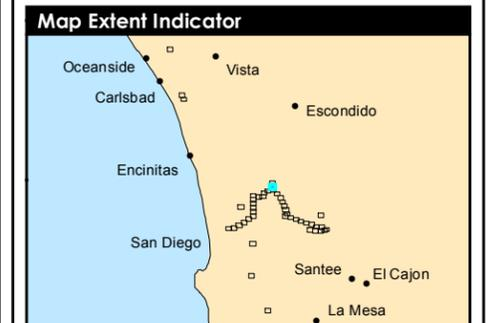 Map Extent Indicator
Oceanside
Vista
Carlsbad
Escondido
Encinitas
San Diego
Santee
El Cajon
La Mesa